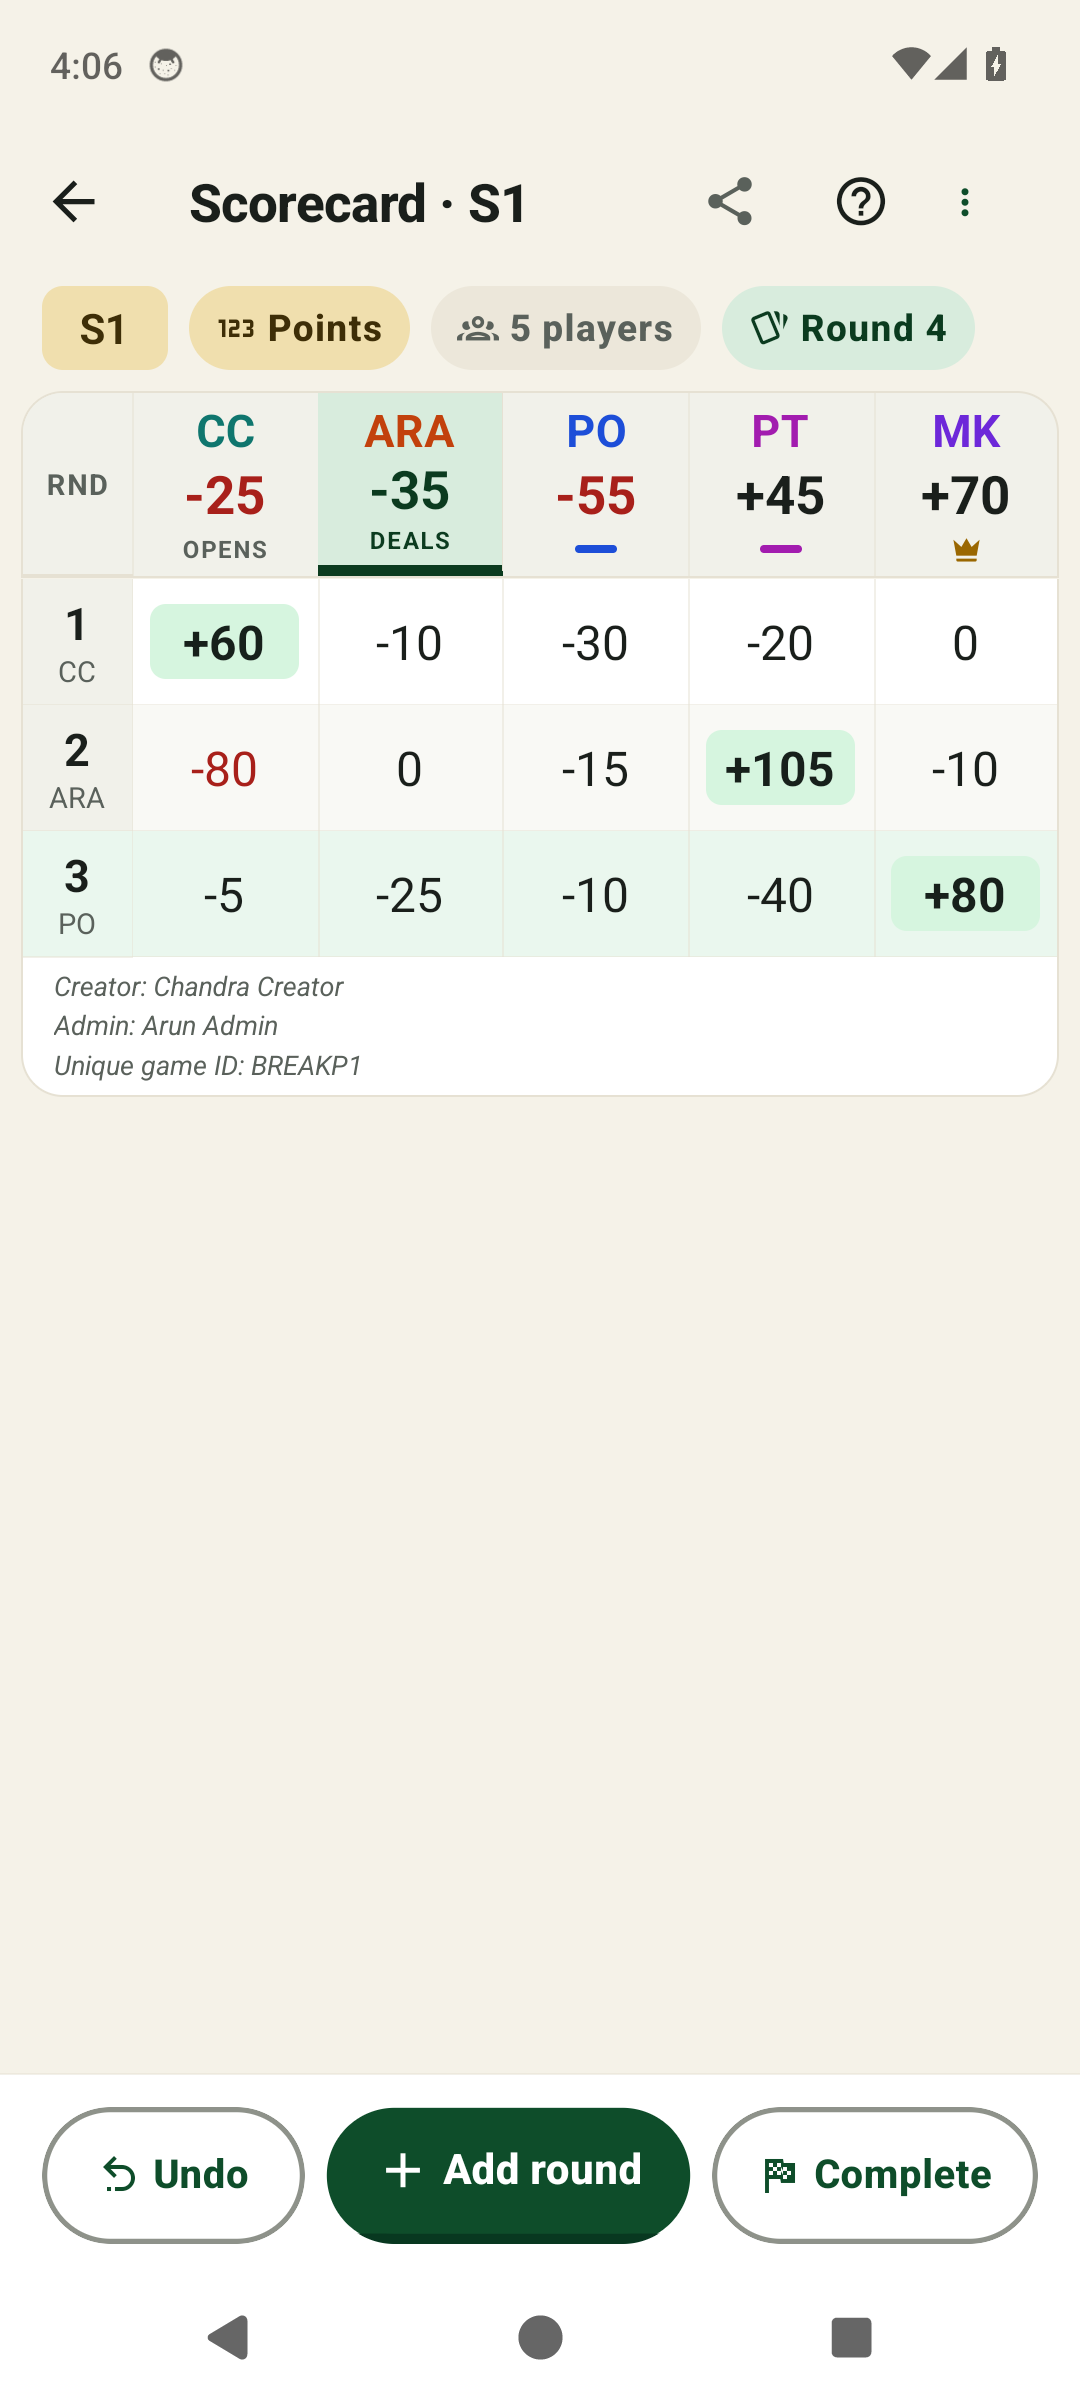 4:06
Scorecard · S1
S1
123 Points
5 players
Round 4
RND CC ARA PO PT MK
-25 -35 -55 +45 +70
OPENS DEALS
1 +60 -10 -30 -20 0
CC
2 -80 0 -15 +105 -10
ARA
3 -5 -25 -10 -40 +80
PO
Creator: Chandra Creator
Admin: Arun Admin
Unique game ID: BREAKP1
Undo
Add round
Complete